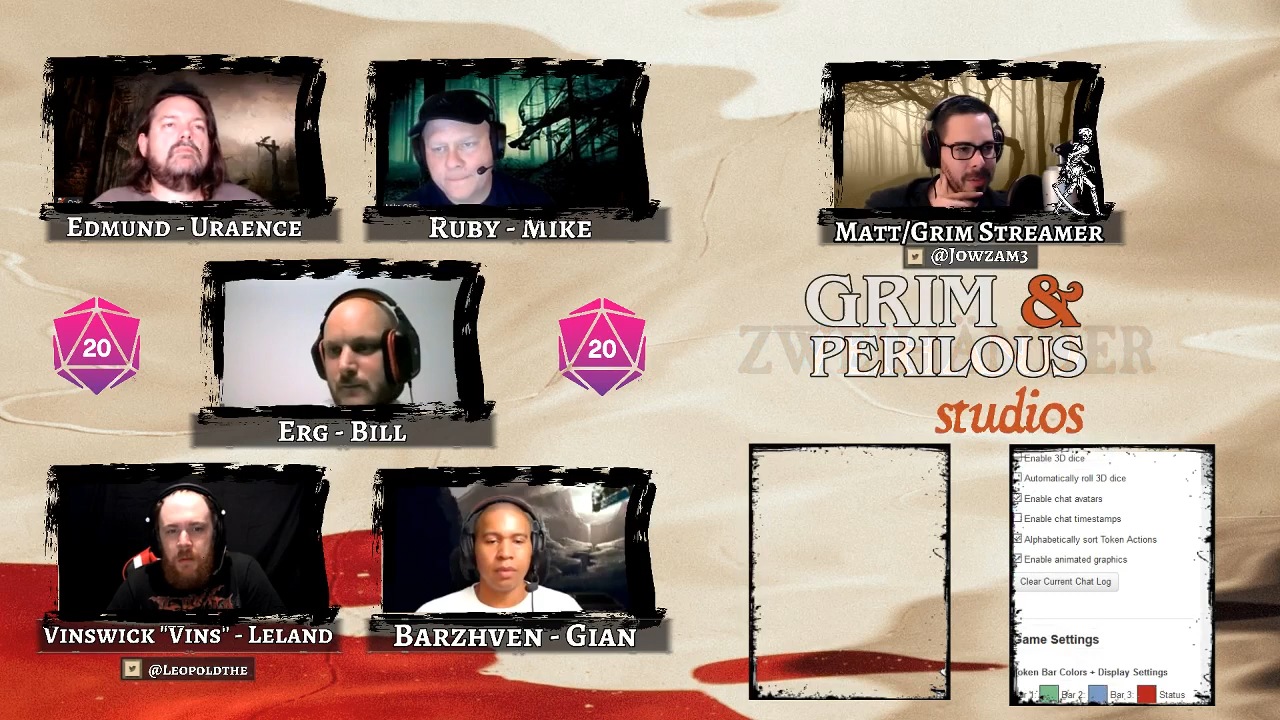 Edmund - Uraence
Ruby - Mike
Matt/Grim Streamer
@Jowzam3
20
Erg - Bill
20
GRIM &
PERILOUS
studios
Vinswick "Vins" - Leland
@Leopoldthe
Barzhven - Gian
Enable 3D dice
Automatically roll 3D dice
Enable chat avatars
Enable chat timestamps
Alphabetically sort Token Actions
Enable animated graphics
Clear Current Chat Log
Game Settings
Token Bar Colors + Display Settings
Bar 1: Bar 2: Bar 3: Status